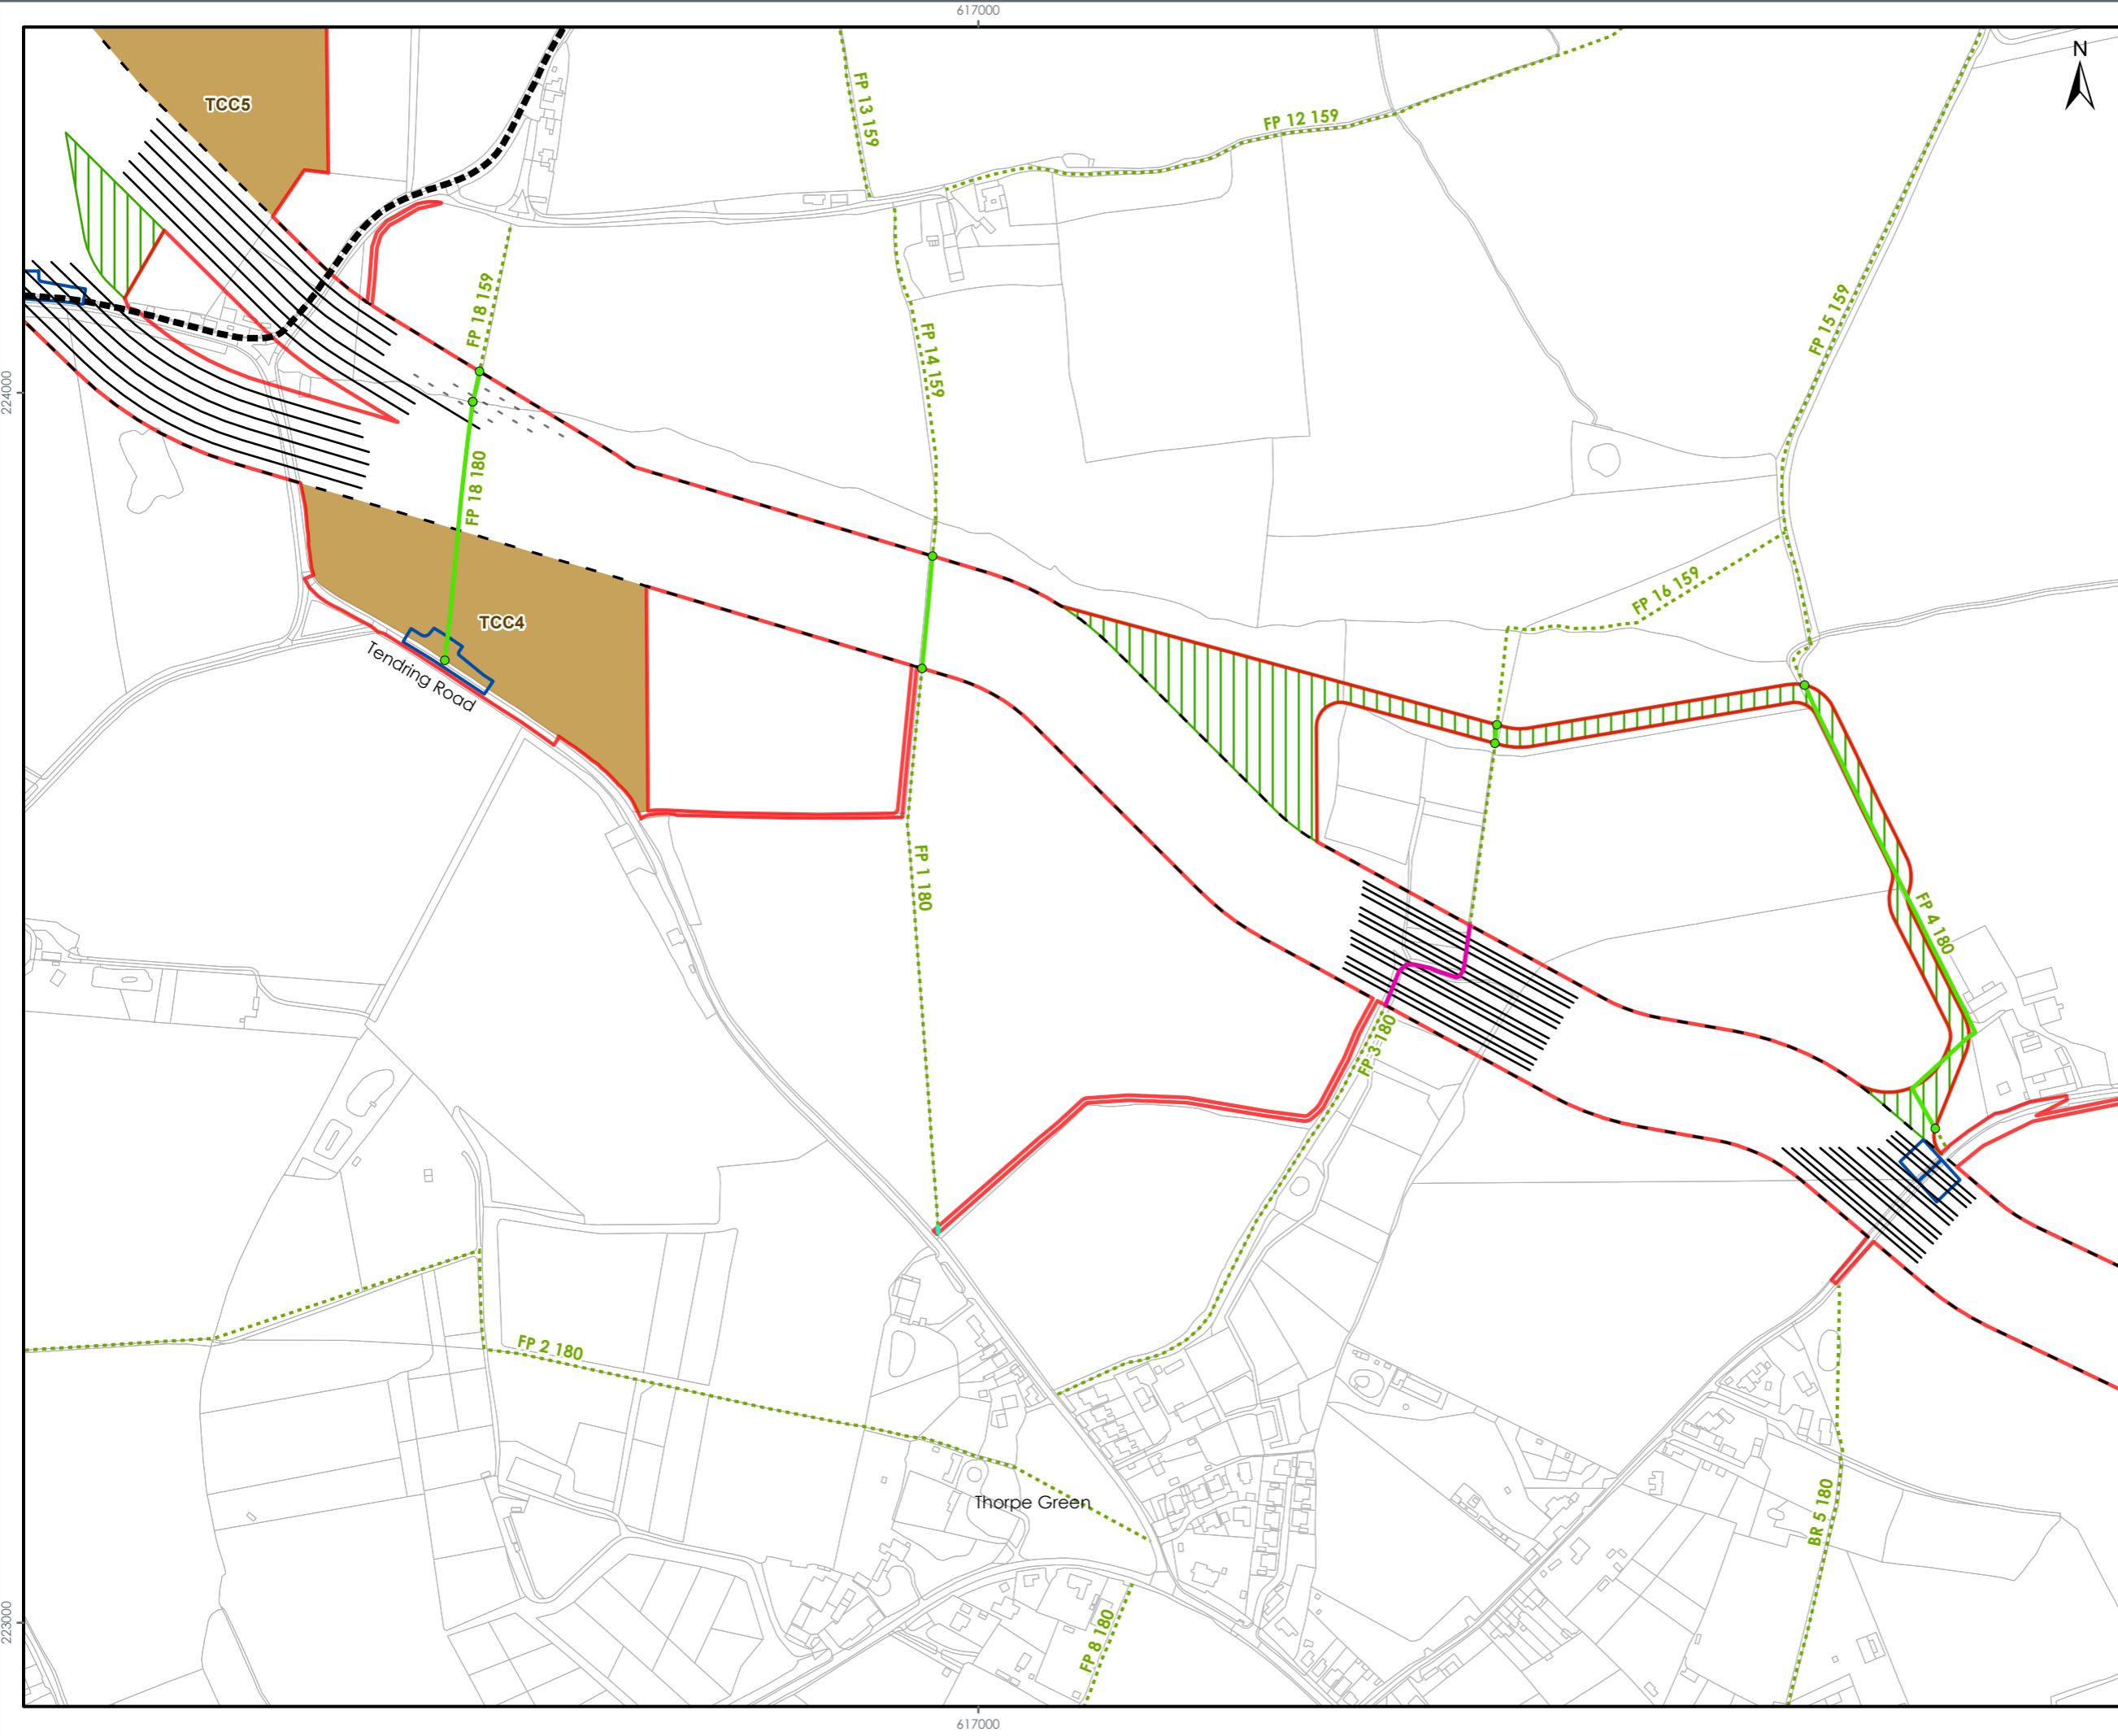 617000
N
TCC5
FP 13 159
FP 12 159
FP 18 159
FP 15 159
FP 14 159
224000
FP 18 180
FP 16 159
TCC4
Tendring Road
FP 1 180
FP 4 180
FP 3 180
FP 2 180
Thorpe Green
BR 5 180
FP 8 180
223000
617000